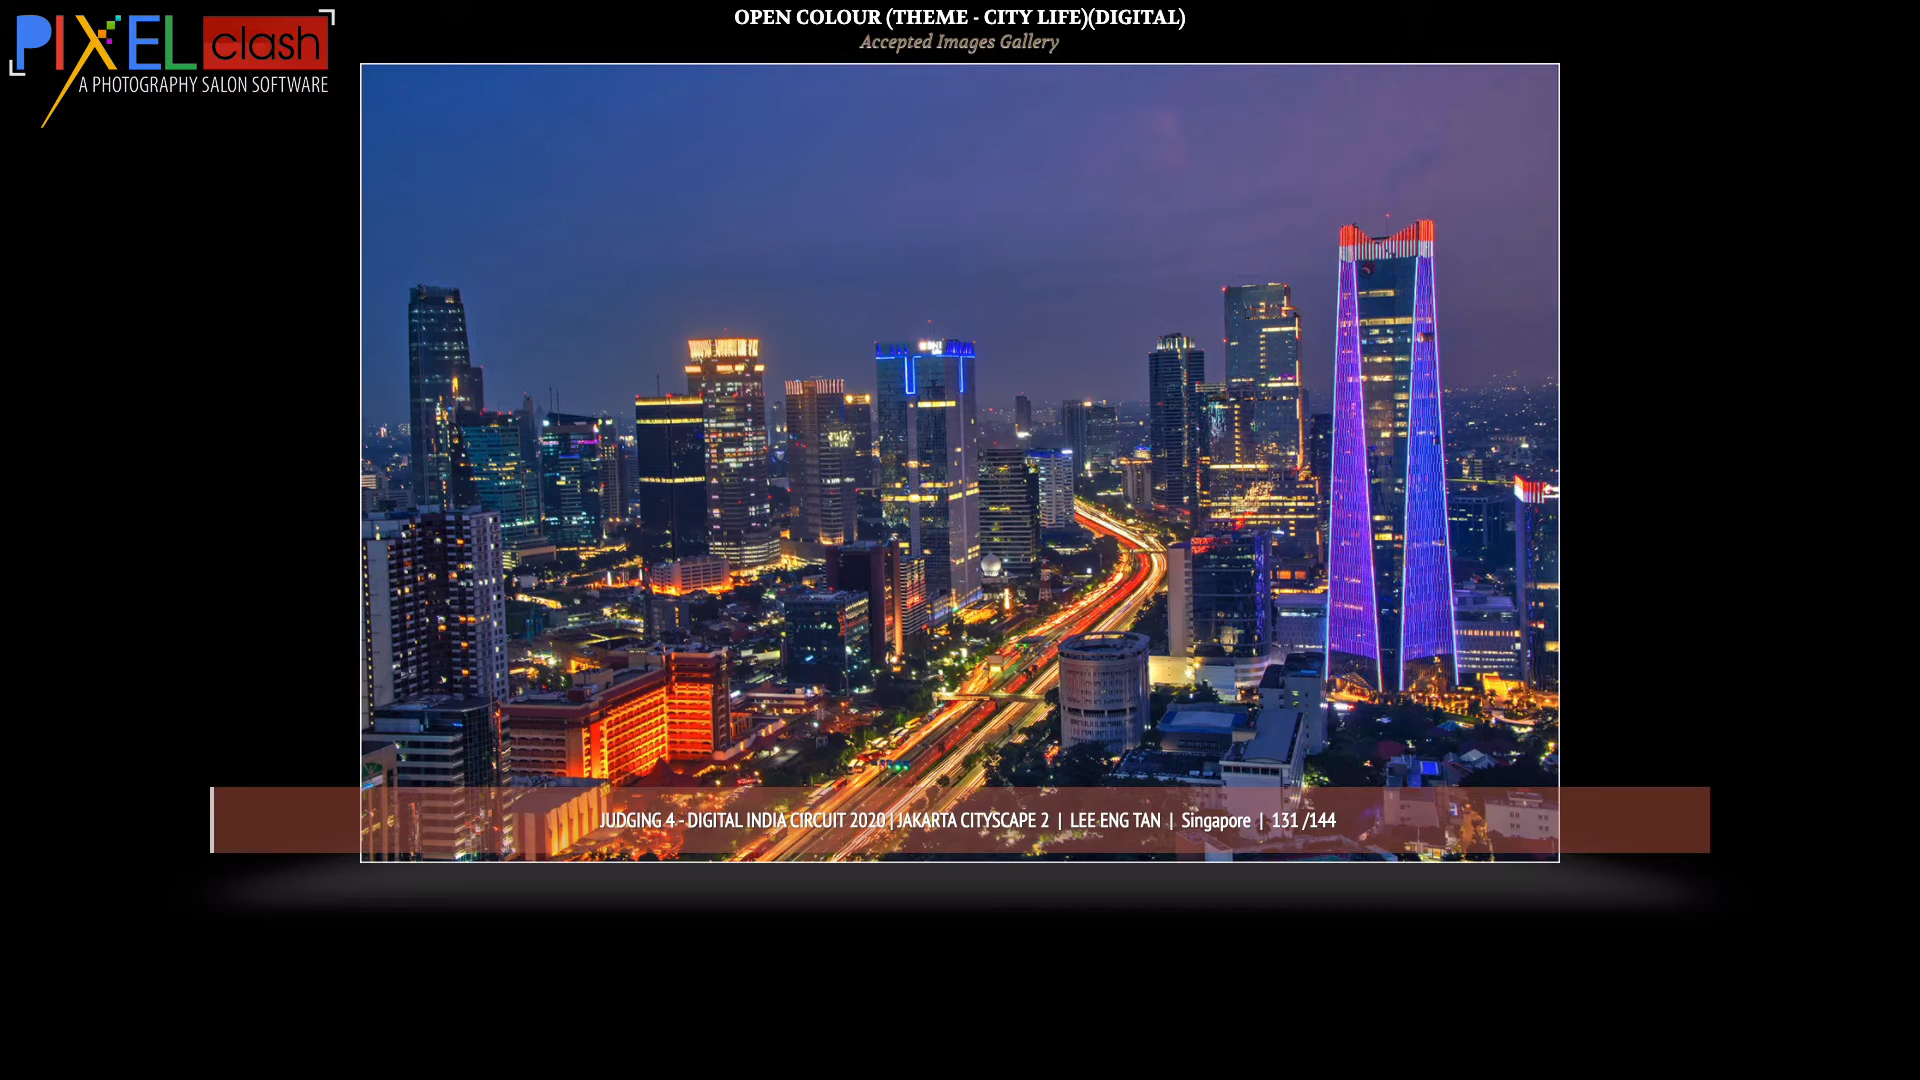 OPEN COLOUR (THEME - CITY LIFE)(DIGITAL)
Accepted Images Gallery
PIXEL clash
A PHOTOGRAPHY SALON SOFTWARE
JUDGING 4 - DIGITAL INDIA CIRCUIT 2020 | JAKARTA CITYSCAPE 2 | LEE ENG TAN | Singapore | 131 /144